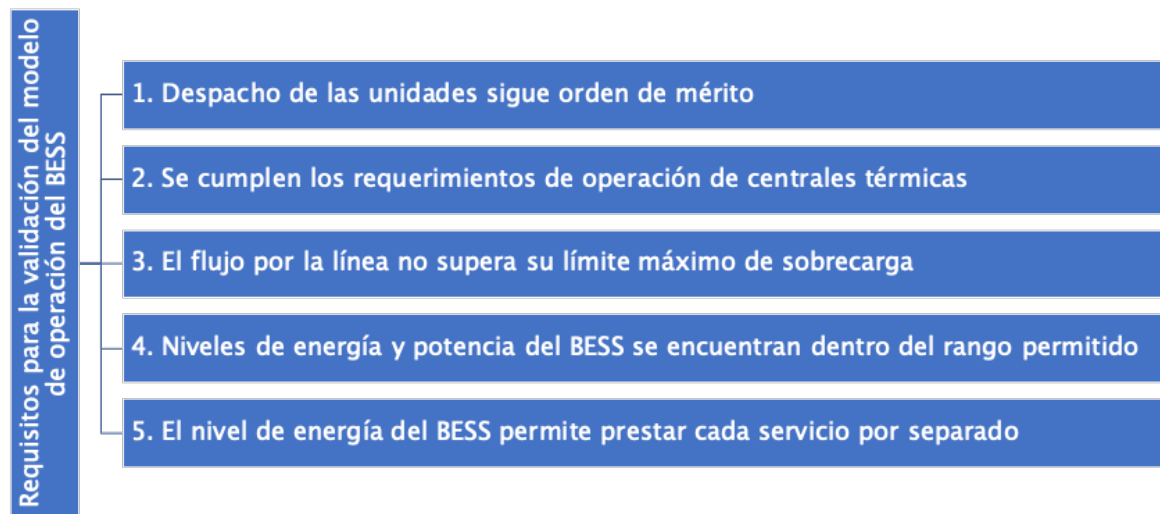 Requisitos para la validación del modelo
de operación del BESS
1. Despacho de las unidades sigue orden de mérito
2. Se cumplen los requerimientos de operación de centrales térmicas
3. El flujo por la línea no supera su límite máximo de sobrecarga
4. Niveles de energía y potencia del BESS se encuentran dentro del rango permitido
5. El nivel de energía del BESS permite prestar cada servicio por separado